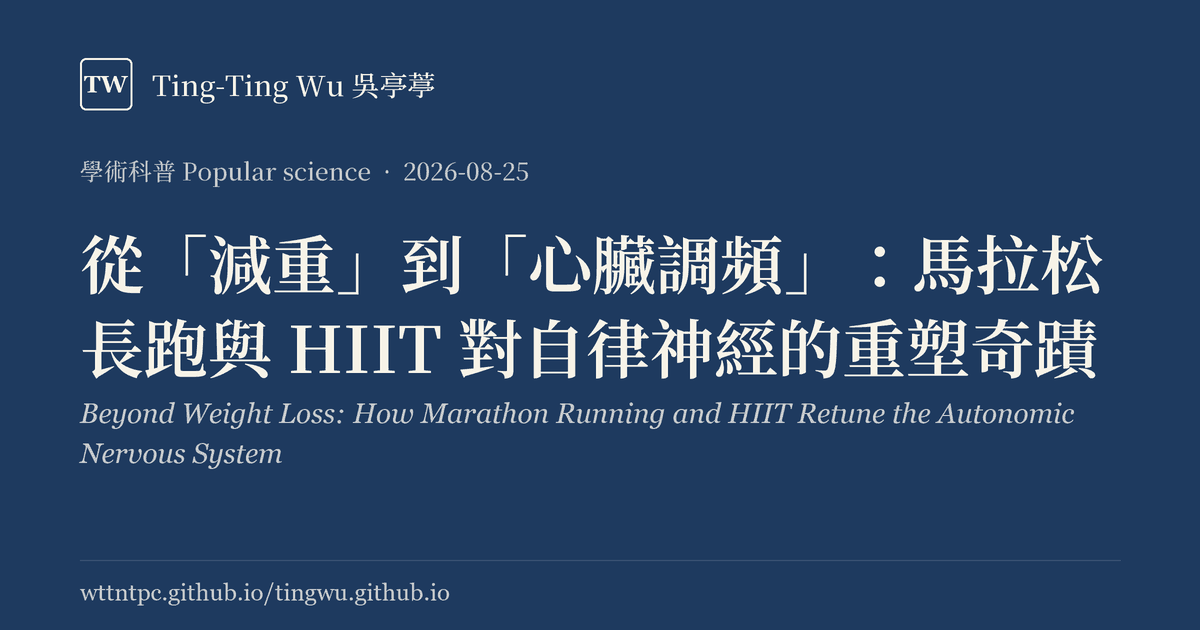 TW
Ting-Ting Wu 吳亭葶
學術科普 Popular science · 2026-08-25
從「減重」到「心臟調頻」：馬拉松
長跑與 HIIT 對自律神經的重塑奇蹟
Beyond Weight Loss: How Marathon Running and HIIT Retune the Autonomic
Nervous System
wttntpc.github.io/tingwu.github.io